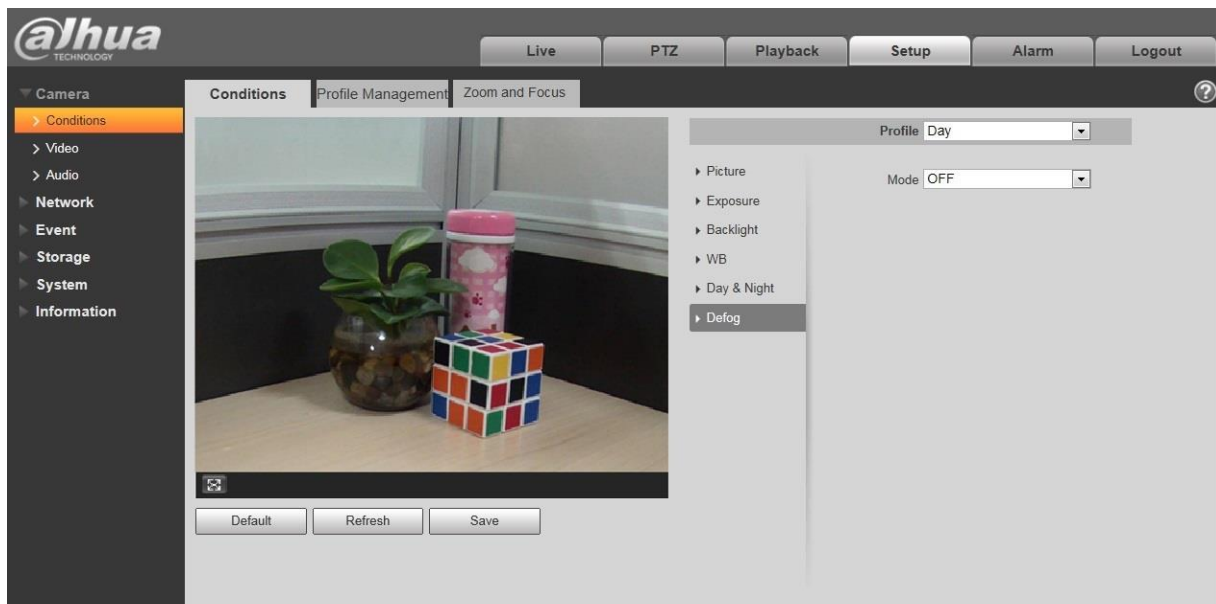 alhua
TECHNOLOGY
Live PTZ Playback Setup Alarm Logout
Camera
Conditions
Video
Audio
Network
Event
Storage
System
Information
Conditions Profile Management Zoom and Focus
?
Profile Day
Picture
Exposure
Backlight
WB
Day & Night
Defog
Mode OFF
Default Refresh Save